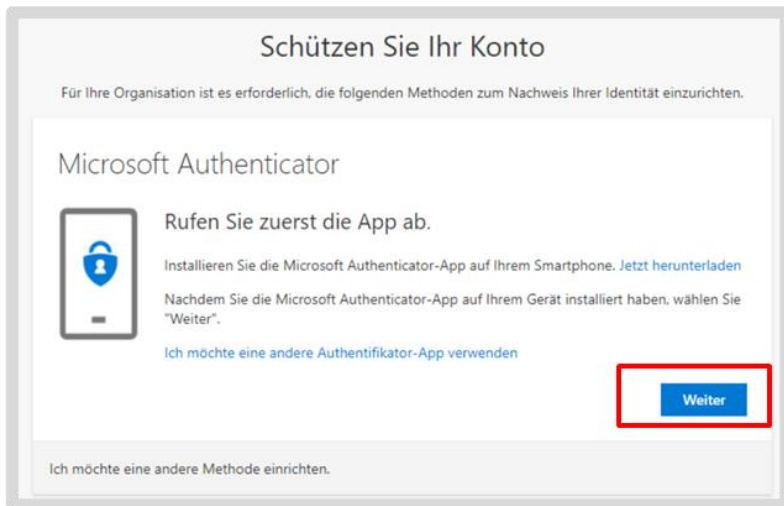 Schützen Sie Ihr Konto
Für Ihre Organisation ist es erforderlich, die folgenden Methoden zum Nachweis Ihrer Identität einzurichten.
Microsoft Authenticator
Rufen Sie zuerst die App ab.
Installieren Sie die Microsoft Authenticator-App auf Ihrem Smartphone. Jetzt herunterladen
Nachdem Sie die Microsoft Authenticator-App auf Ihrem Gerät installiert haben, wählen Sie
"Weiter".
Ich möchte eine andere Authentifikator-App verwenden
Weiter
Ich möchte eine andere Methode einrichten.